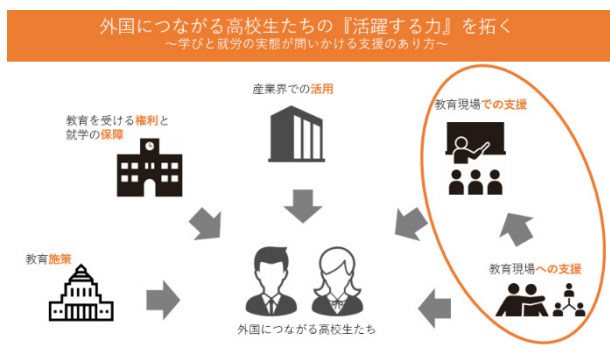 外国につながる高校生たちの『活躍する力』を拓く
～学びと就労の実態が問いかける支援のあり方～
産業界での活用
教育を受ける権利と
就学の保障
教育現場での支援
教育施策
教育現場への支援
外国につながる高校生たち